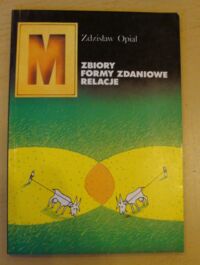 Zdzisław Opial
M
ZBIORY
FORMY ZDANIOWE
RELACJE